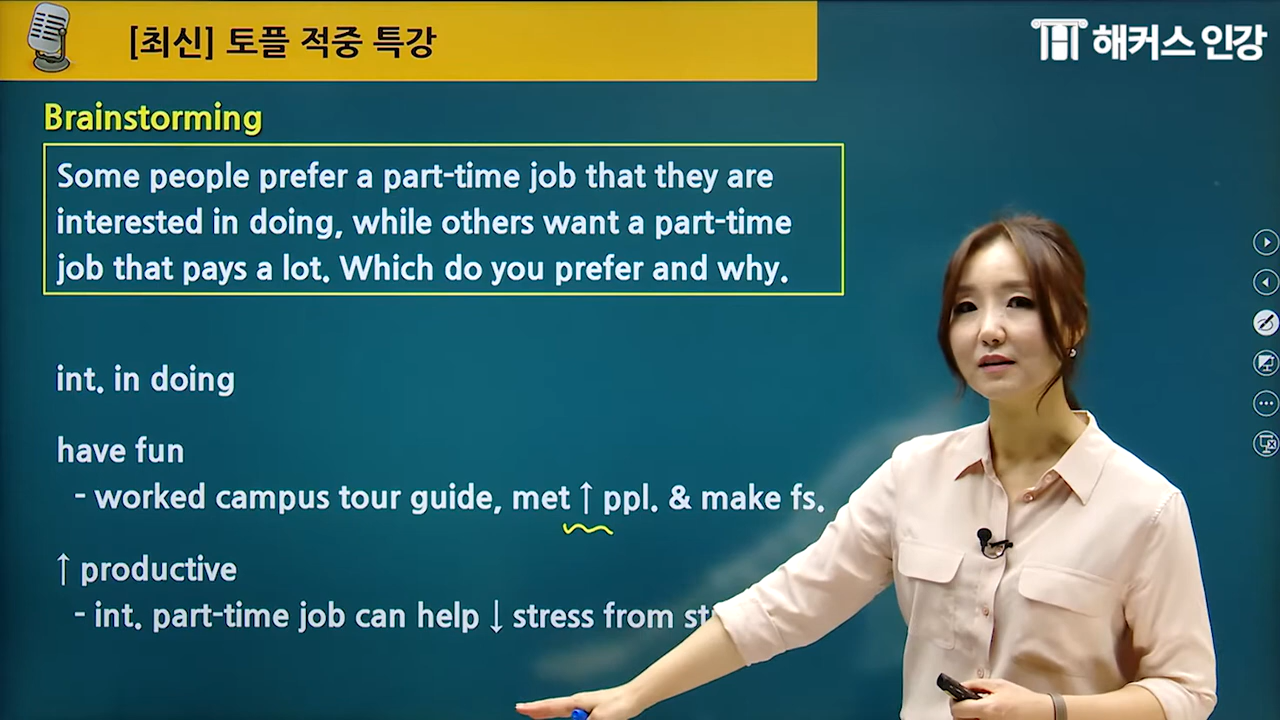 [최신] 토플 적중 특강
해커스 인강
Brainstorming
Some people prefer a part-time job that they are
interested in doing, while others want a part-time
job that pays a lot. Which do you prefer and why.
int. in doing
have fun
- worked campus tour guide, met ↑ ppl. & make fs.
↑ productive
- int. part-time job can help ↓ stress from